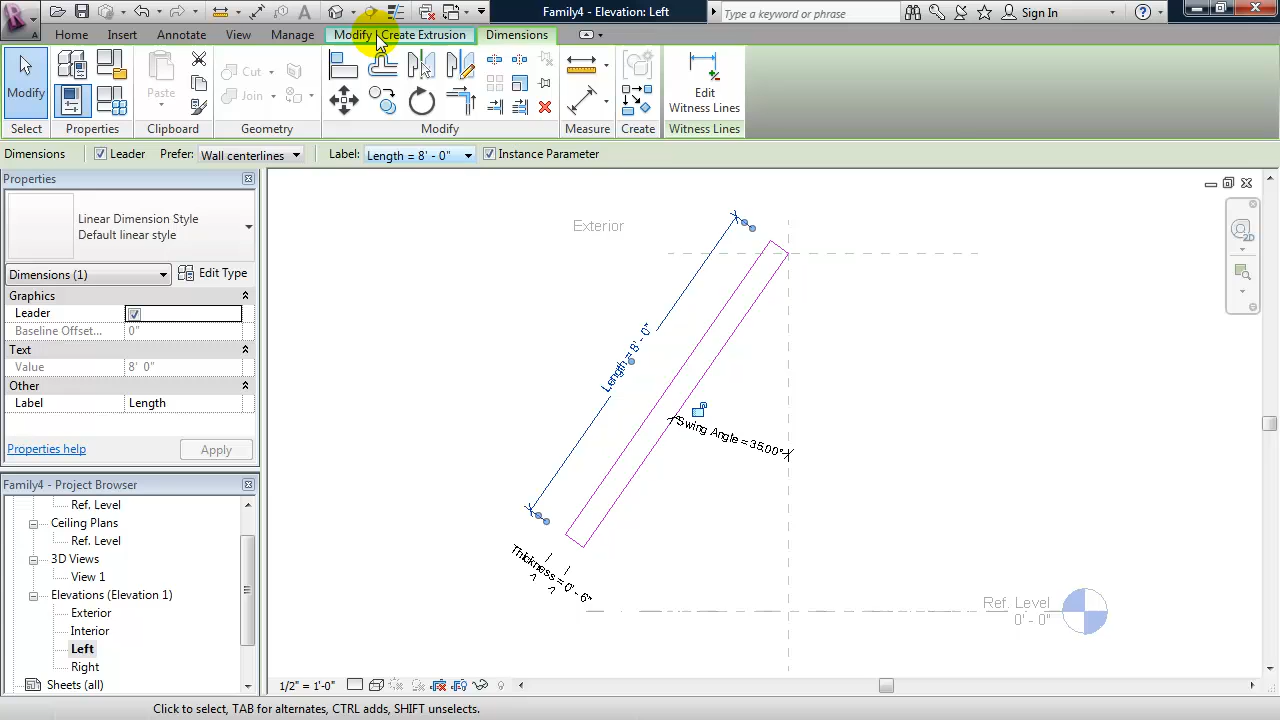 Family4 - Elevation: Left
Type a keyword or phrase
Sign In
Home
Insert
Annotate
View
Manage
Modify | Create Extrusion
Dimensions
Modify
Paste
Cut
Join
Edit
Witness Lines
Select
Properties
Clipboard
Geometry
Modify
Measure
Create
Witness Lines
Dimensions
Leader
Prefer:
Wall centerlines
Label:
Length = 8' - 0"
Instance Parameter
Properties
Linear Dimension Style
Default linear style
Dimensions (1)
Edit Type
Graphics
Leader
Baseline Offset...
0"
Text
Value
8' 0"
Other
Label
Length
Properties help
Apply
Family4 - Project Browser
Ref. Level
Ceiling Plans
Ref. Level
3D Views
View 1
Elevations (Elevation 1)
Exterior
Interior
Left
Right
Sheets (all)
Exterior
Length = 8' - 0"
Swing Angle = 35.00°
Thickness = 0' - 6"
Ref. Level
0' - 0"
2D
1/2" = 1'-0"
Click to select, TAB for alternates, CTRL adds, SHIFT unselects.